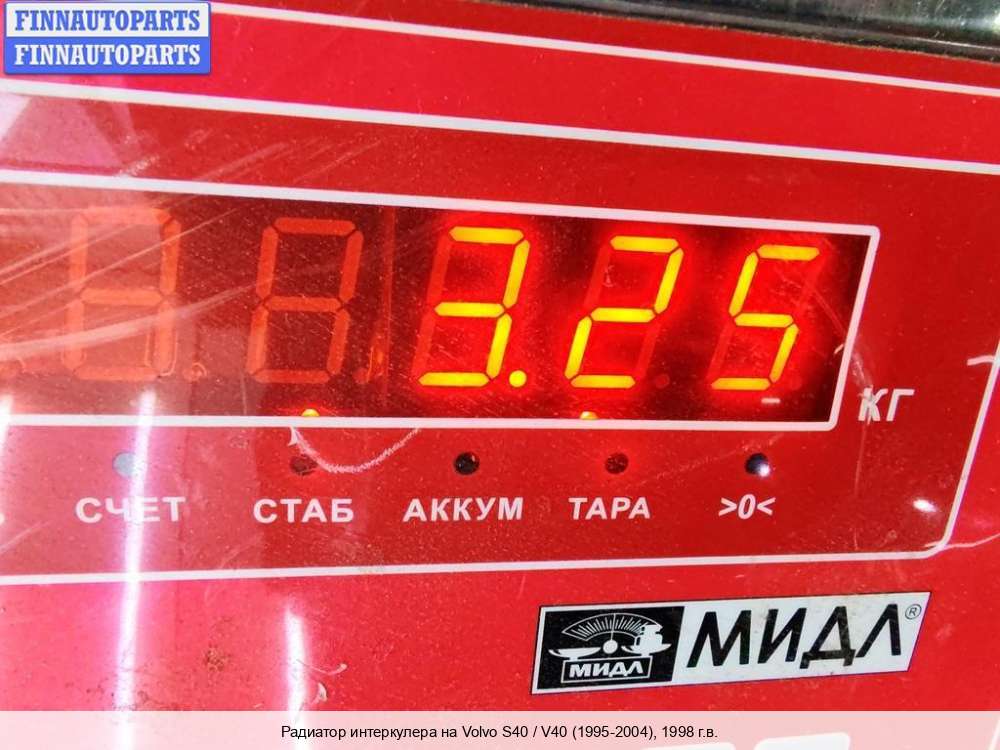 FINNAUTOPARTS
FINNAUTOPARTS
3.25
КГ
СЧЕТ СТАБ АККУМ ТАРА >0<
МИДЛ МИДЛ®
Радиатор интеркулера на Volvo S40 / V40 (1995-2004), 1998 г.в.